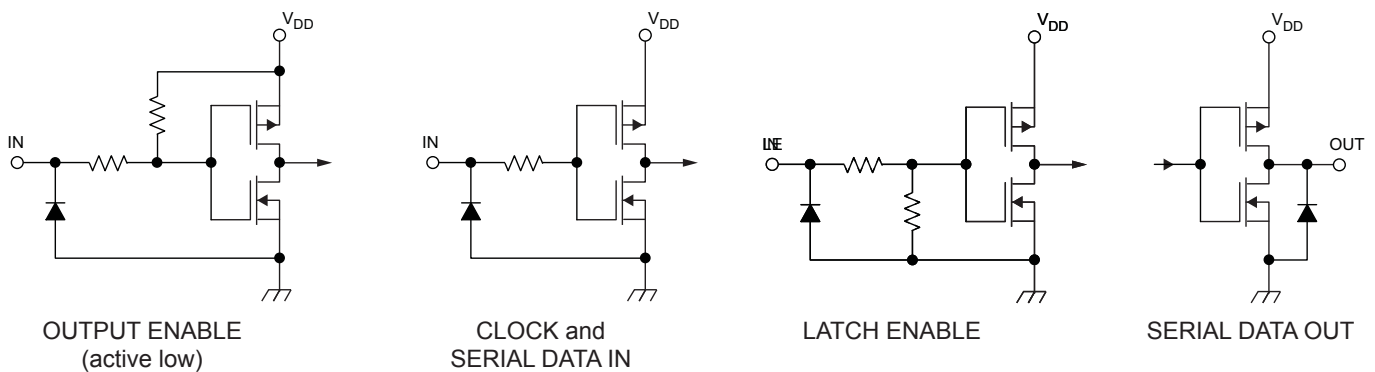 VDD
IN
OUTPUT ENABLE
(active low)
VDD
IN
CLOCK and
SERIAL DATA IN
VDD
LATCH ENABLE
VDD
OUT
SERIAL DATA OUT